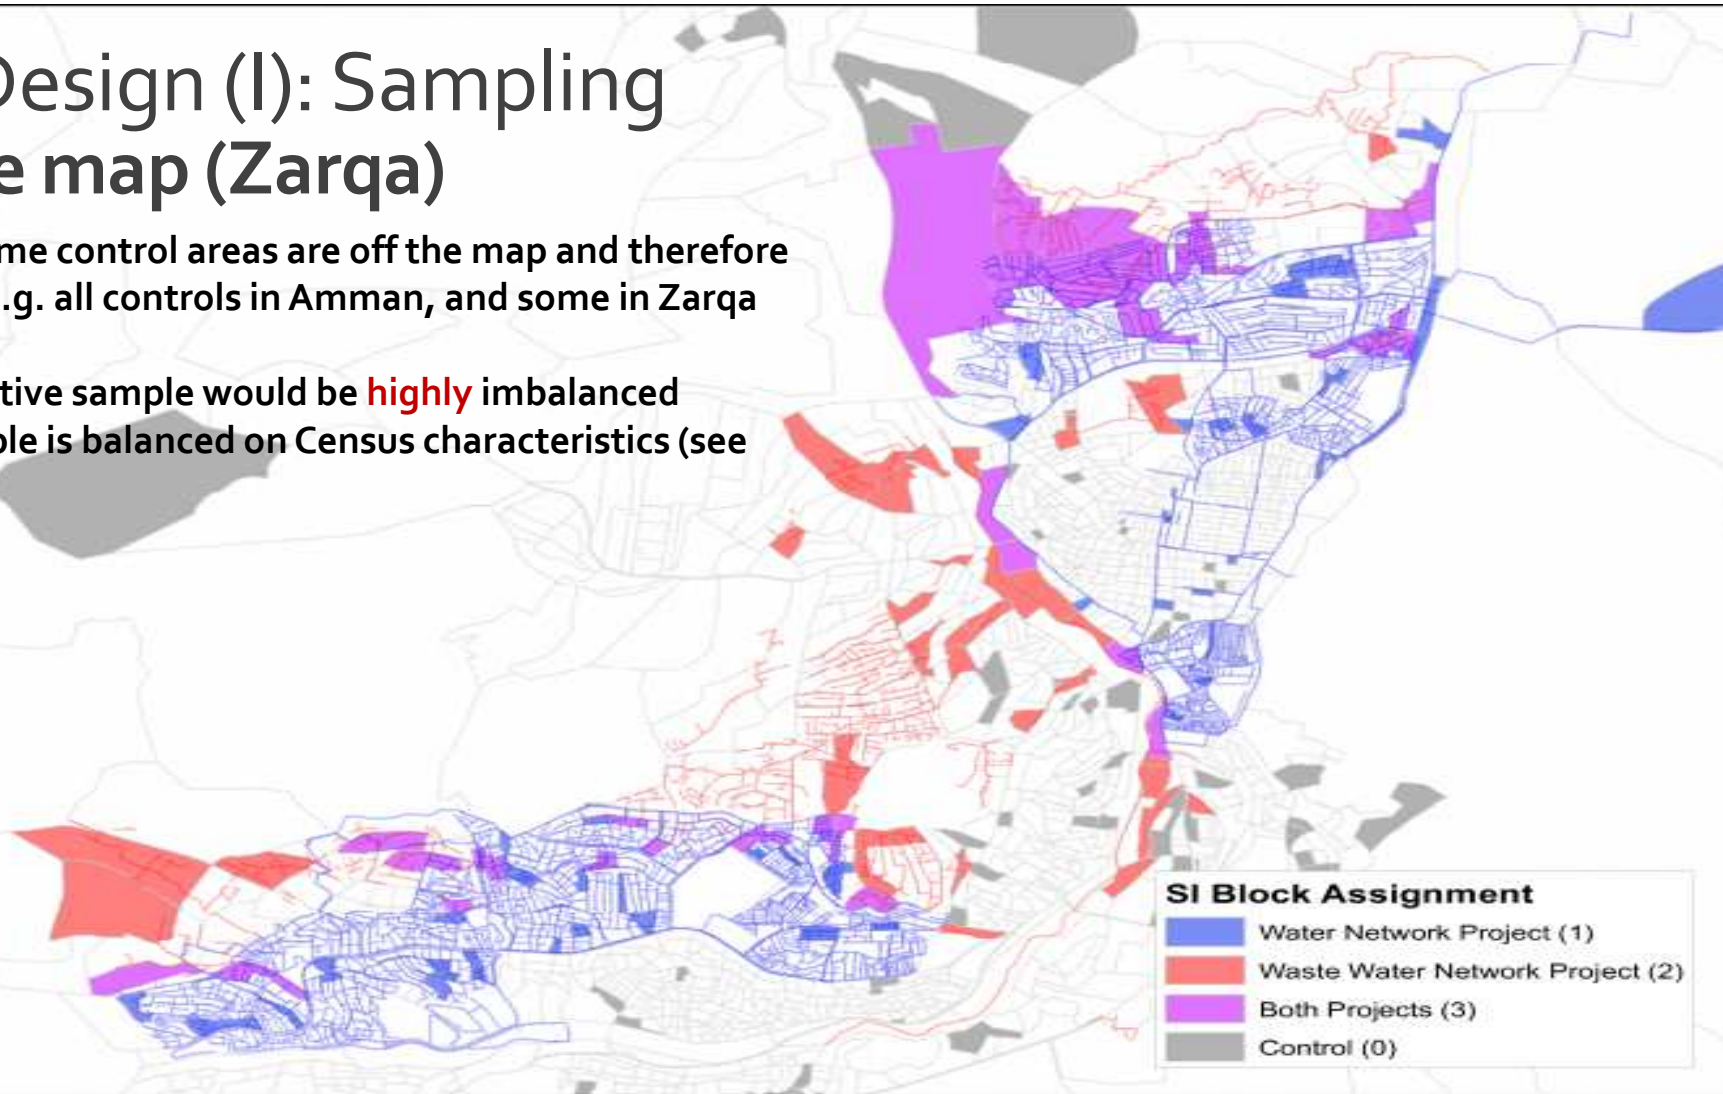 Design (I): Sampling
e map (Zarqa)
me control areas are off the map and therefore
.g. all controls in Amman, and some in Zarqa
tive sample would be highly imbalanced
ple is balanced on Census characteristics (see
SI Block Assignment
Water Network Project (1)
Waste Water Network Project (2)
Both Projects (3)
Control (0)